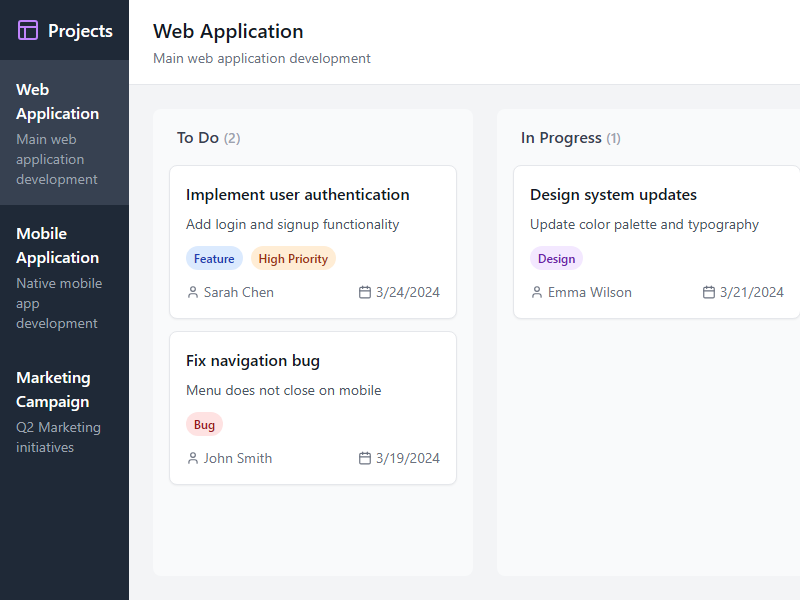 Projects
Web
Application
Main web
application
development
Mobile
Application
Native mobile
app
development
Marketing
Campaign
Q2 Marketing
initiatives
Web Application
Main web application development
To Do (2)
Implement user authentication
Add login and signup functionality
Feature High Priority
Sarah Chen 3/24/2024
Fix navigation bug
Menu does not close on mobile
Bug
John Smith 3/19/2024
In Progress (1)
Design system updates
Update color palette and typography
Design
Emma Wilson 3/21/2024